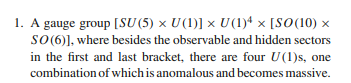 1. A gauge group [SU(5) × U(1)] × U(1)⁴ × [SO(10) ×
SO(6)], where besides the observable and hidden sectors
in the first and last bracket, there are four U(1)s, one
combination of which is anomalous and becomes massive.